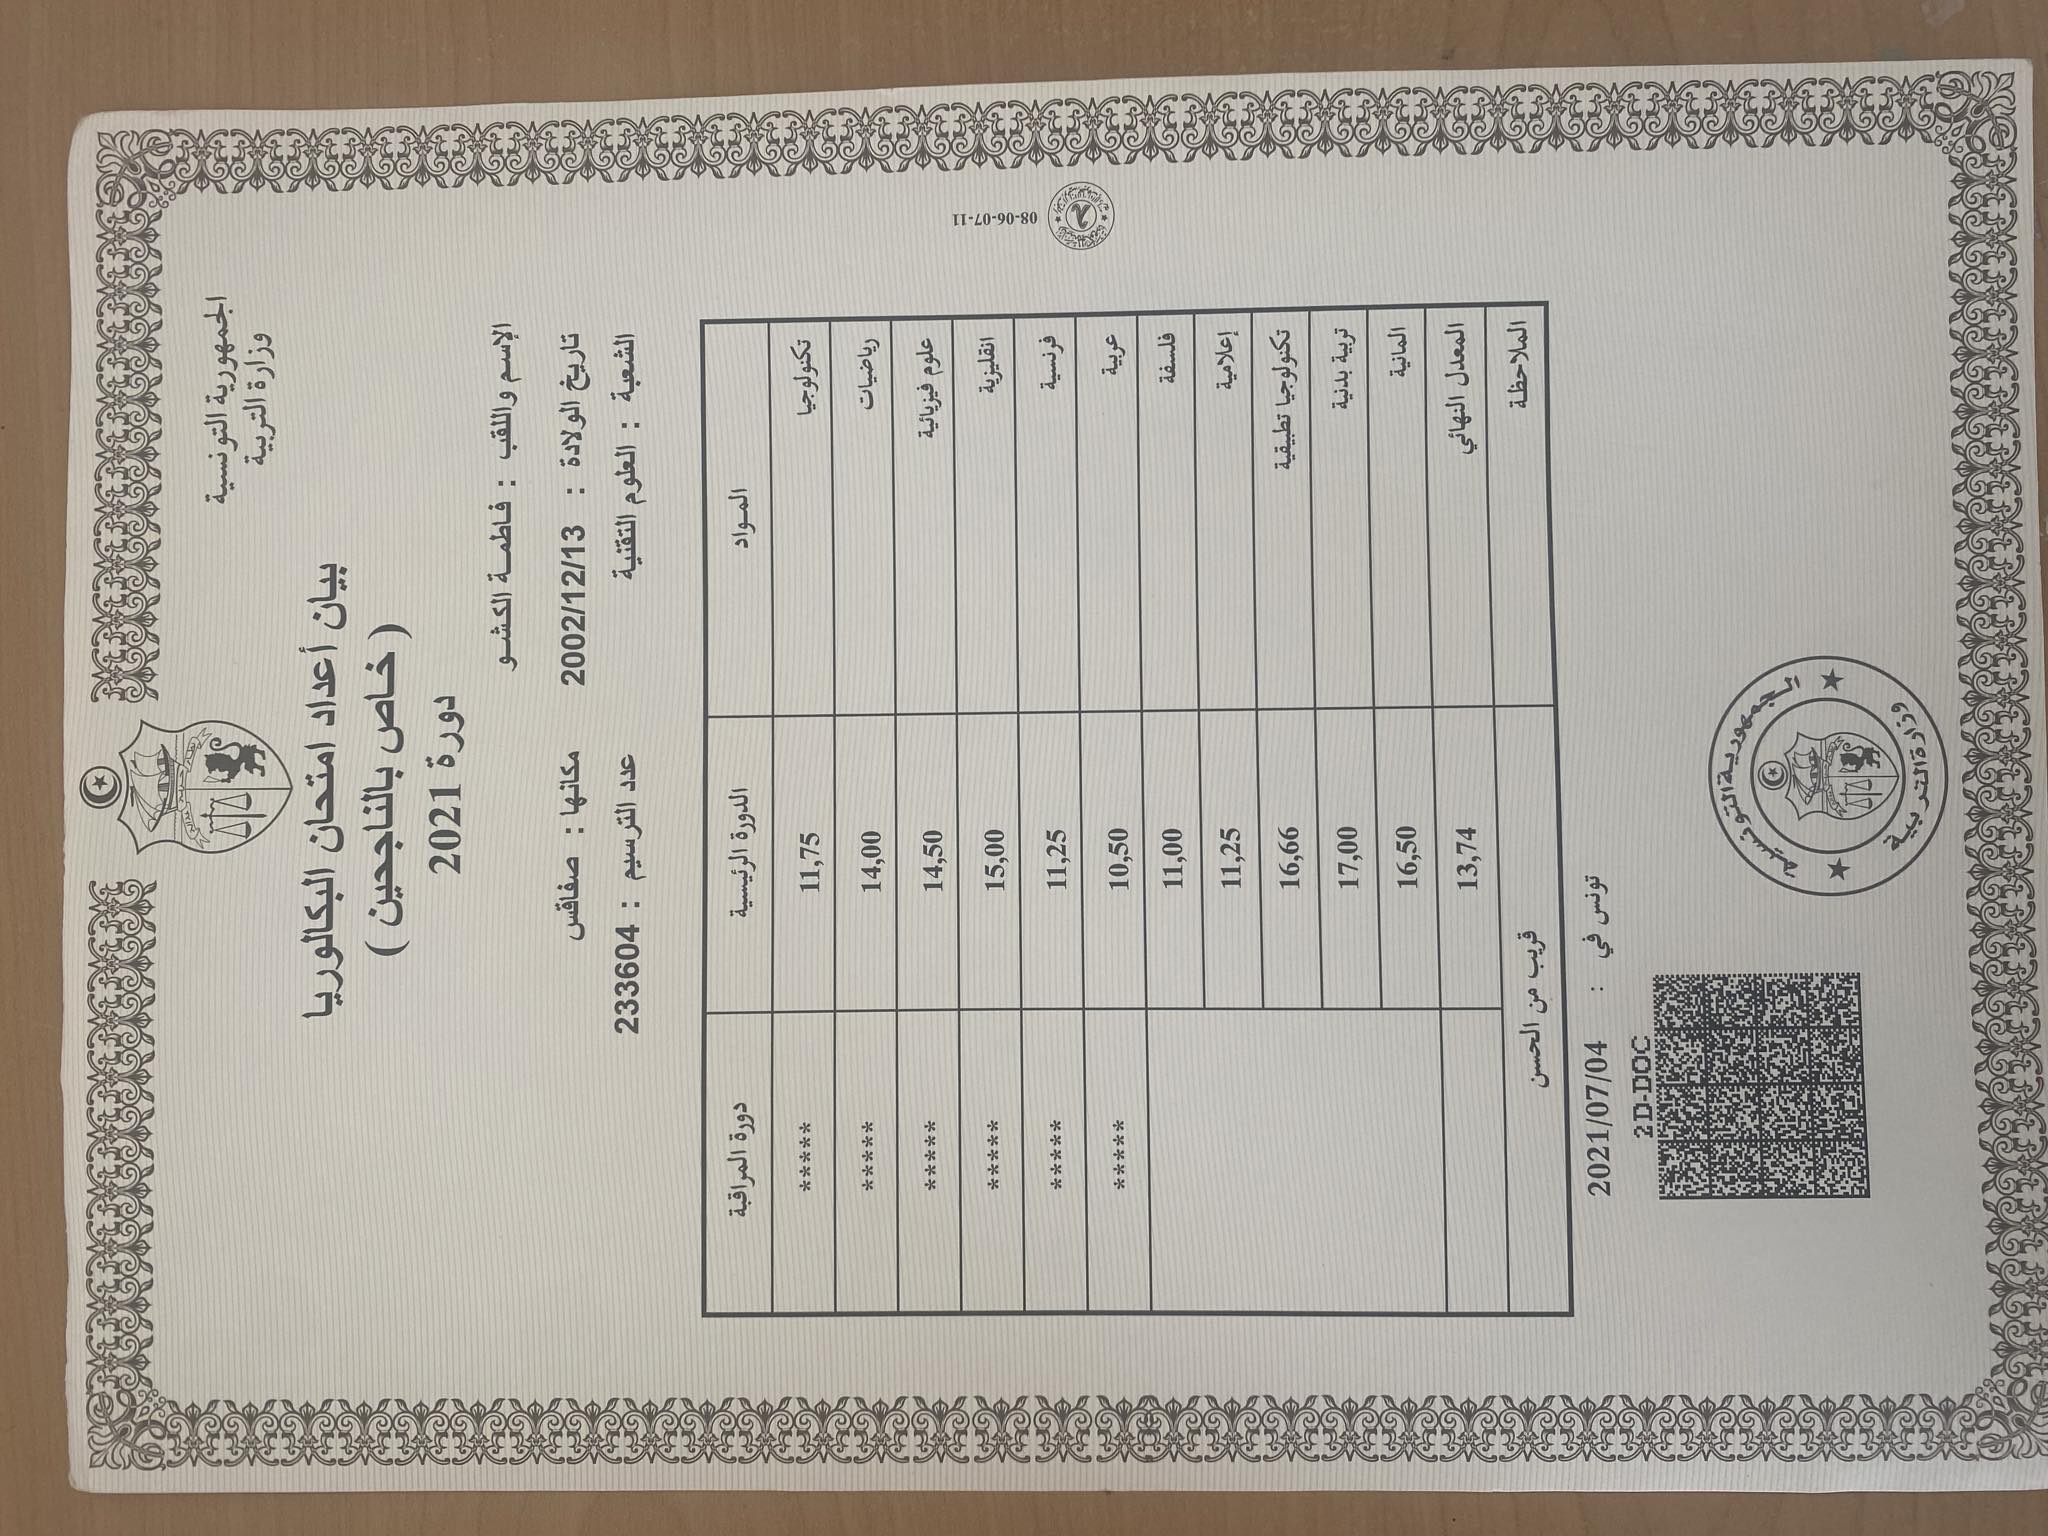 الجمهورية التونسية
وزارة التربية
بيان أعداد امتحان البكالوريا
( خاص بالناجحين )
دورة 2021
الإسم واللقب : فاطمة الكشو
تاريخ الولادة : 2002/12/13 مكانها : صفاقس
الشعبة : العلوم التقنية عدد الترسيم : 233604
المواد الدورة الرئيسية دورة المراقبة
تكنولوجيا 11,75 *****
رياضيات 14,00 *****
علوم فيزيائية 14,50 *****
انقليزية 15,00 *****
فرنسية 11,25 *****
عربية 10,50 *****
فلسفة 11,00
إعلامية 11,25
تكنولوجيا تطبيقية 16,66
تربية بدنية 17,00
المانية 16,50
المعدل النهائي 13,74
الملاحظة قريب من الحسن
08-06-07-11
تونس في : 2021/07/04
2D-DOC
الجمهورية التونسية
وزارة التربية